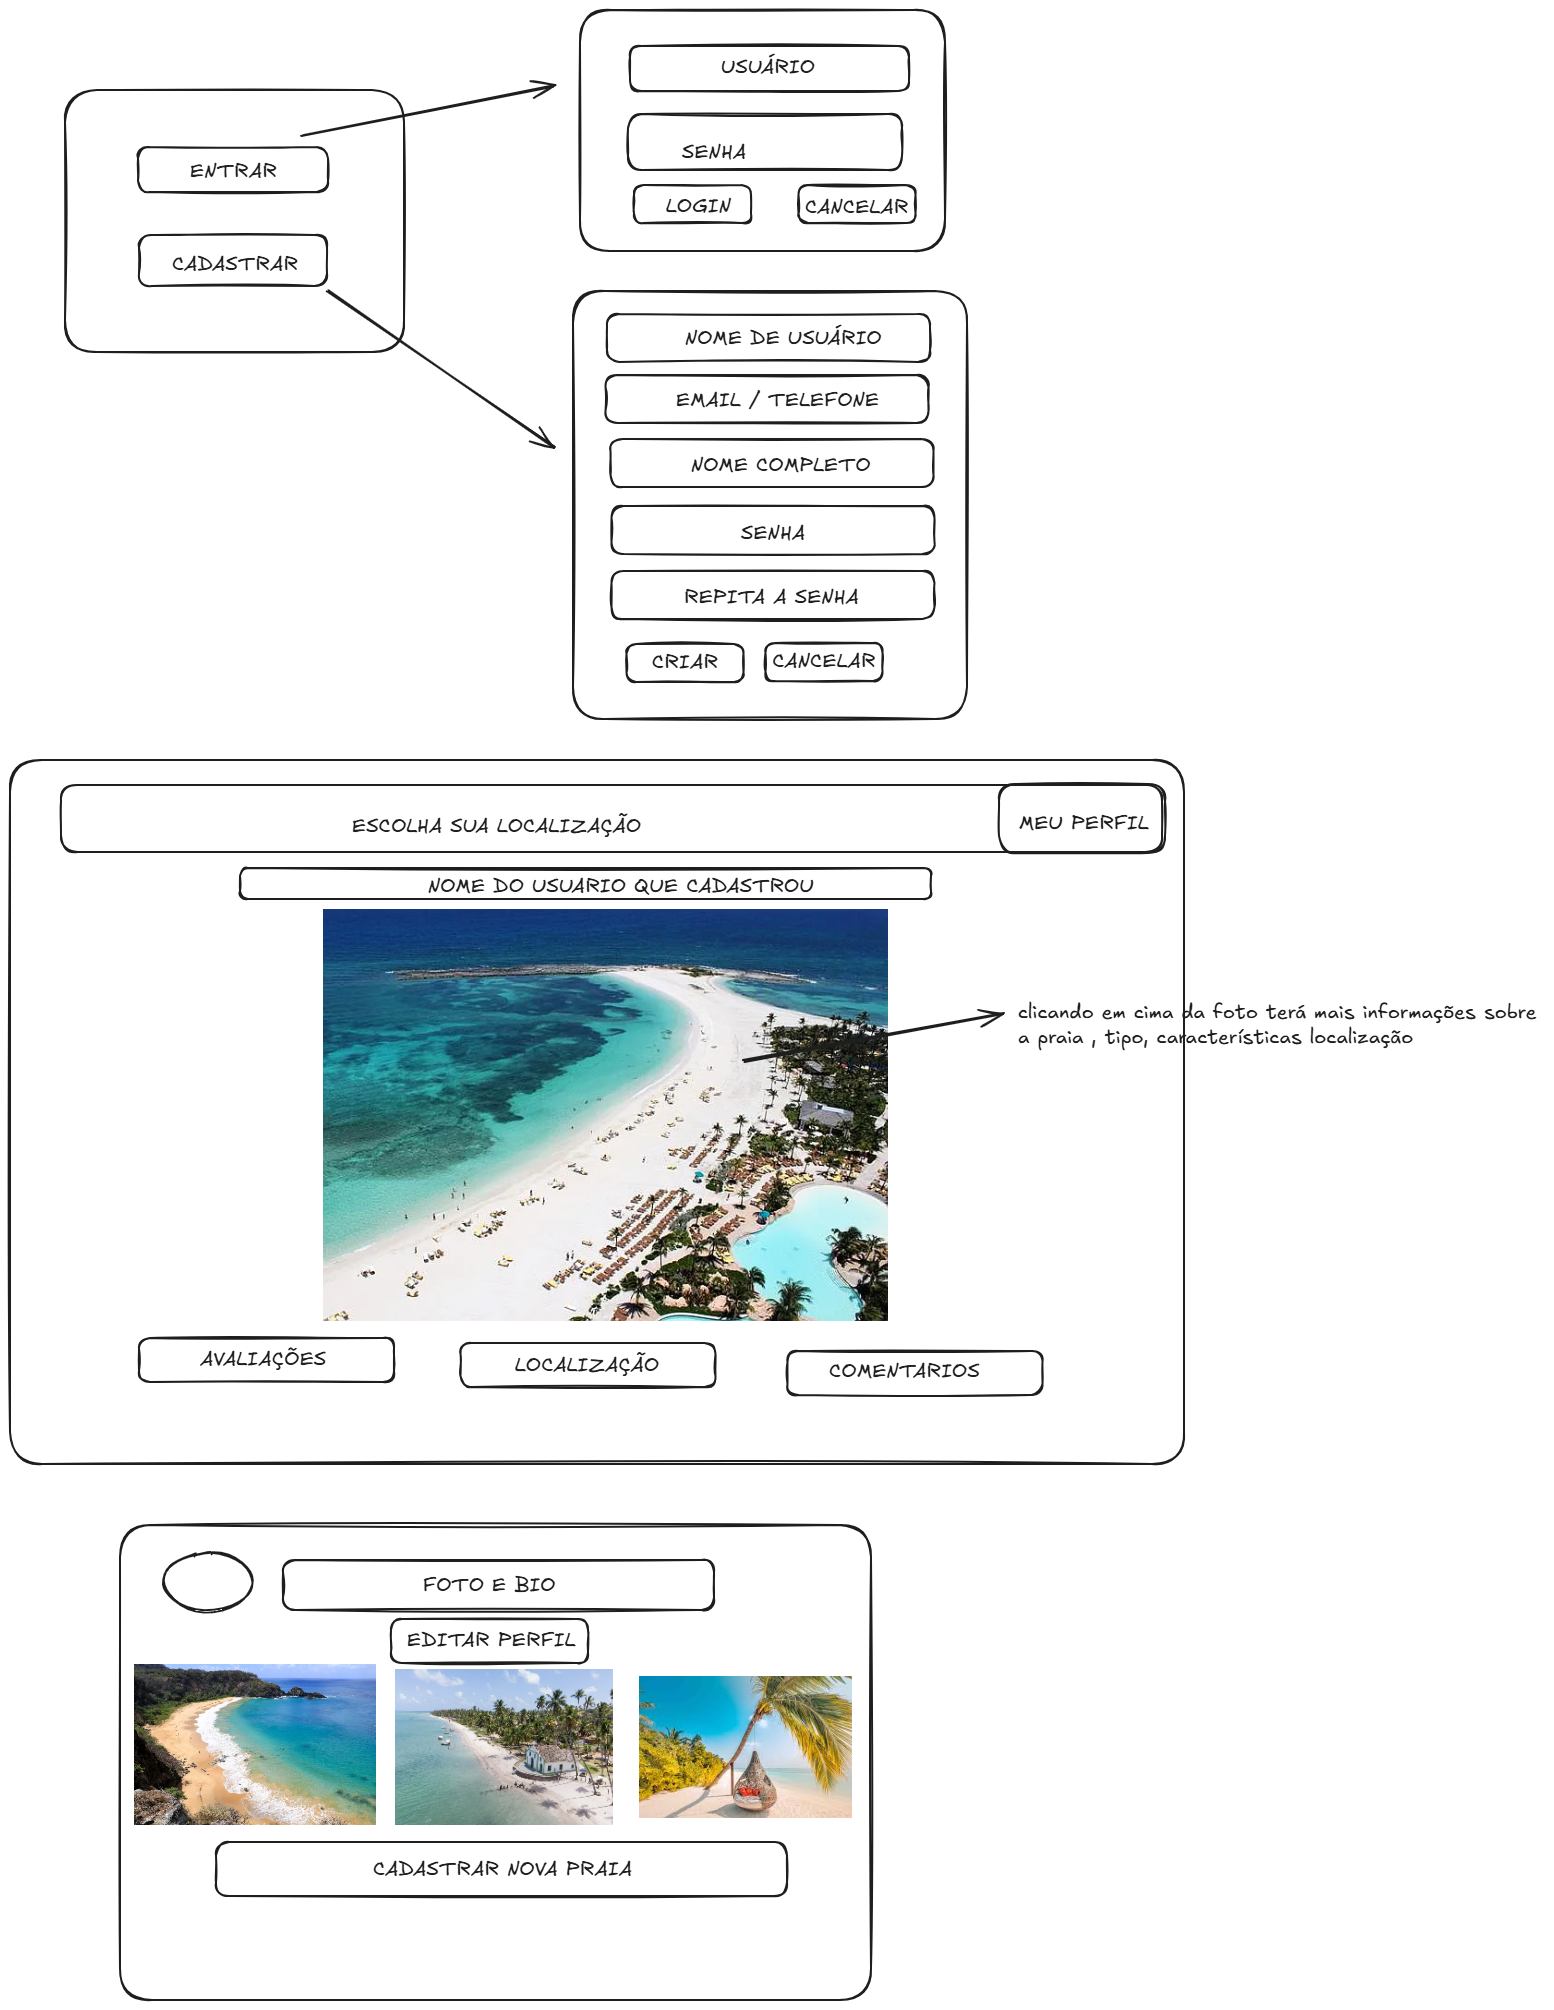 ENTRAR
CADASTRAR
USUÁRIO
SENHA
LOGIN
CANCELAR
NOME DE USUÁRIO
EMAIL / TELEFONE
NOME COMPLETO
SENHA
REPITA A SENHA
CRIAR
CANCELAR
ESCOLHA SUA LOCALIZAÇÃO
MEU PERFIL
NOME DO USUARIO QUE CADASTROU
clicando em cima da foto terá mais informações sobre
a praia , tipo, características localização
AVALIAÇÕES
LOCALIZAÇÃO
COMENTARIOS
FOTO E BIO
EDITAR PERFIL
CADASTRAR NOVA PRAIA